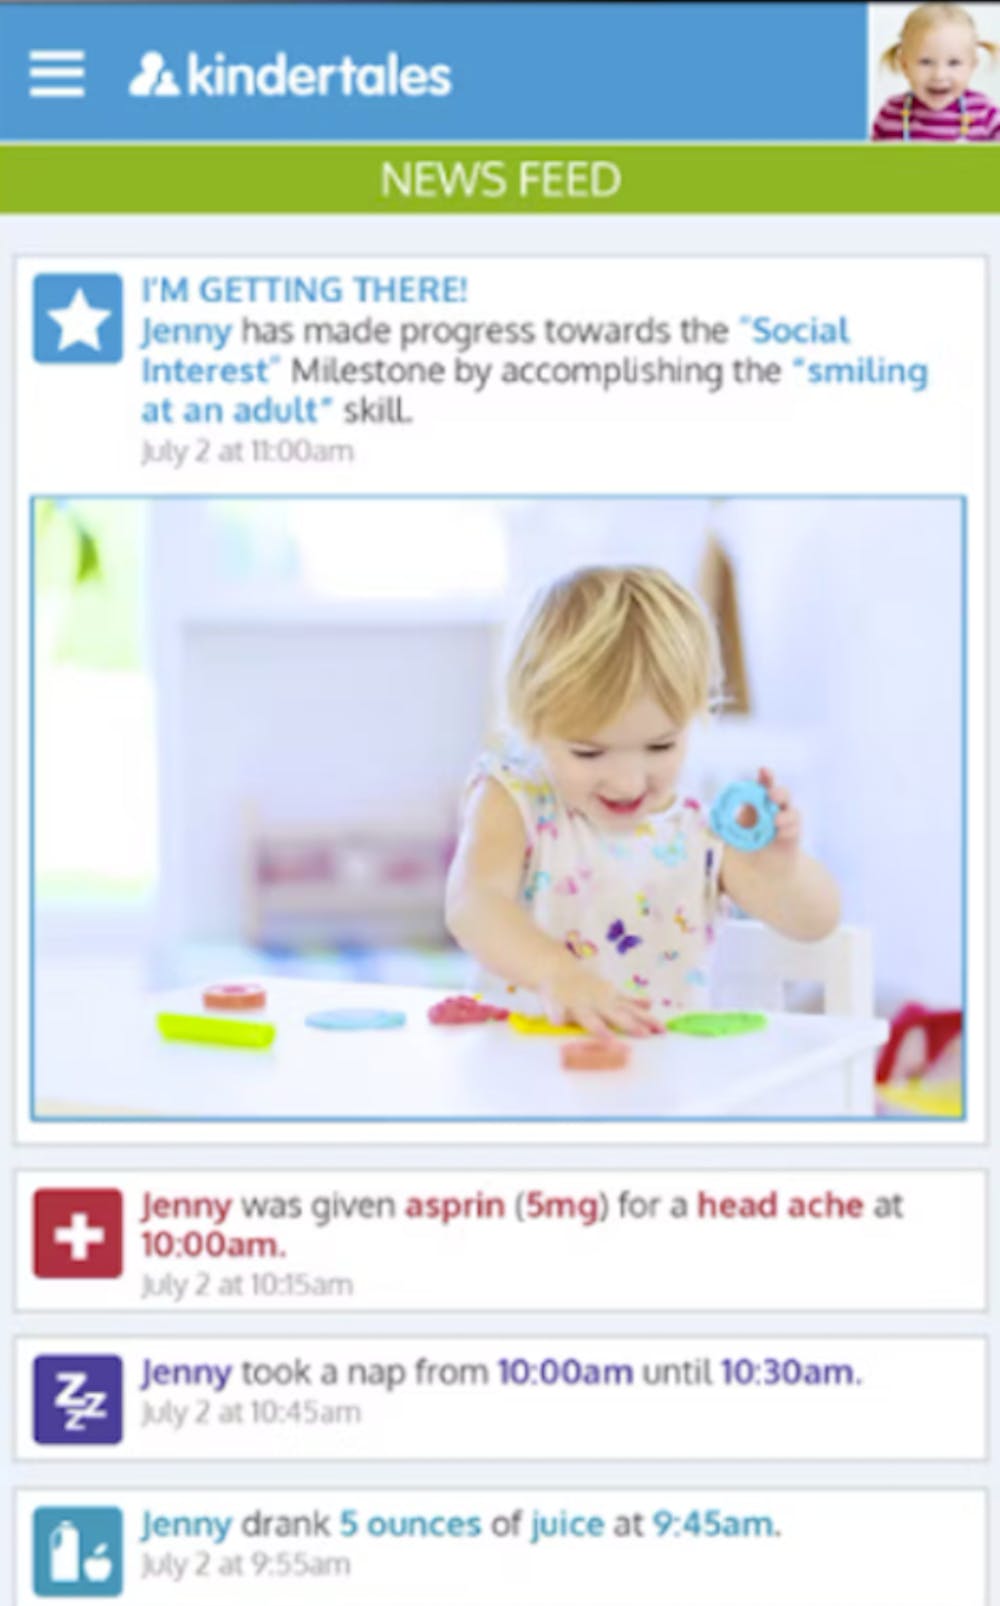 kindertales
NEWS FEED
I'M GETTING THERE!
Jenny has made progress towards the "Social
Interest" Milestone by accomplishing the "smiling
at an adult" skill.
July 2 at 11:00am
Jenny was given asprin (5mg) for a head ache at
10:00am.
July 2 at 10:15am
Jenny took a nap from 10:00am until 10:30am.
July 2 at 10:45am
Jenny drank 5 ounces of juice at 9:45am.
July 2 at 9:55am